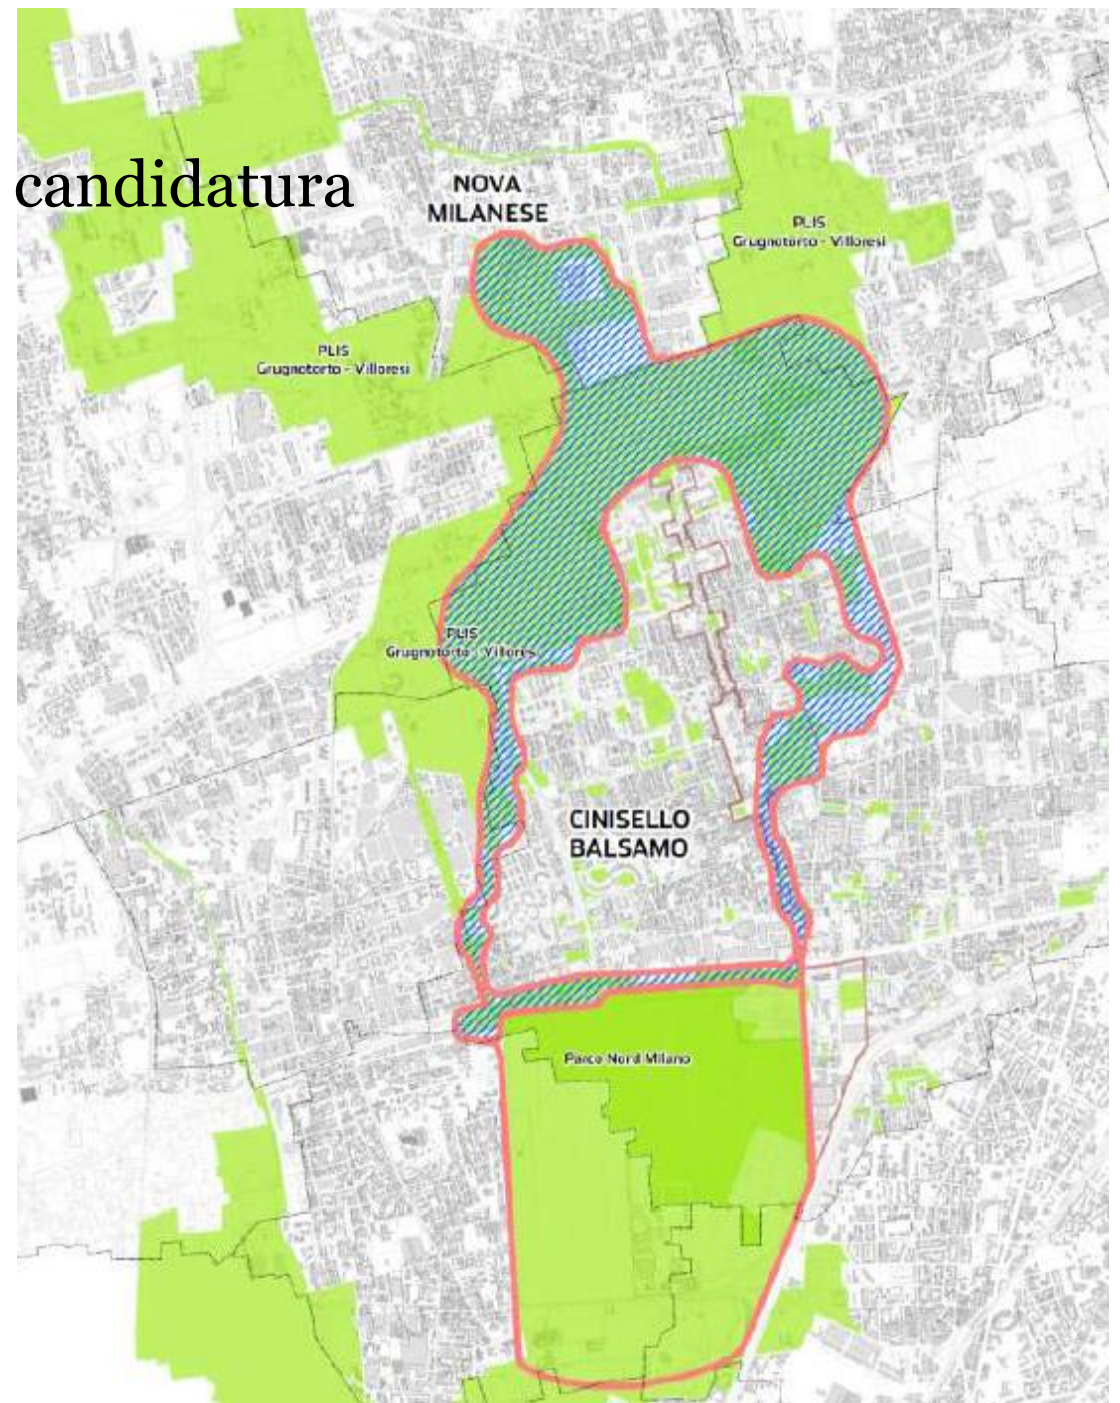 candidatura
NOVA
MILANESE
PLIS
Grugnotorto - Villoresi
PLIS
Grugnotorto - Villoresi
PLIS
Grugnotorto - Villoresi
CINISELLO
BALSAMO
Parco Nord Milano